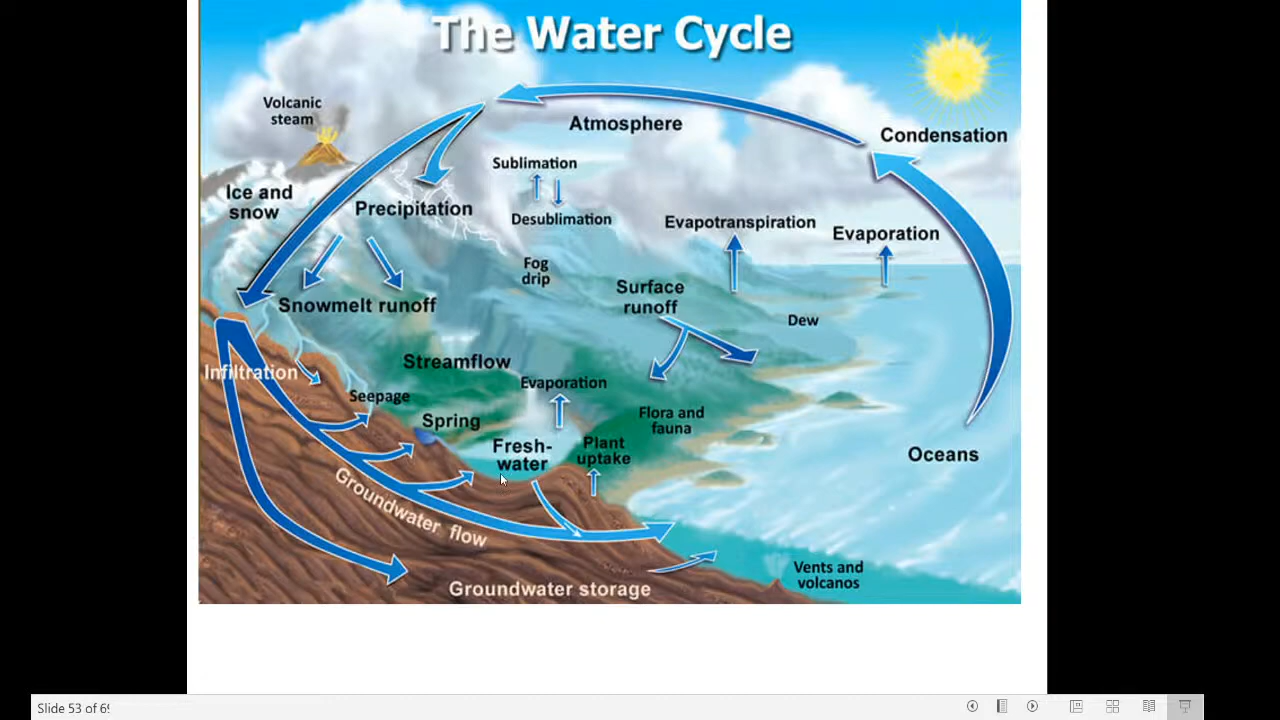 The Water Cycle
Volcanic
steam
Atmosphere
Condensation
Sublimation
Ice and
snow
Precipitation
Desublimation
Evapotranspiration
Evaporation
Fog
drip
Surface
runoff
Snowmelt runoff
Dew
Streamflow
Infiltration
Evaporation
Seepage
Flora and
fauna
Spring
Fresh-
water
Plant
uptake
Oceans
Groundwater flow
Vents and
volcanos
Groundwater storage
Slide 53 of